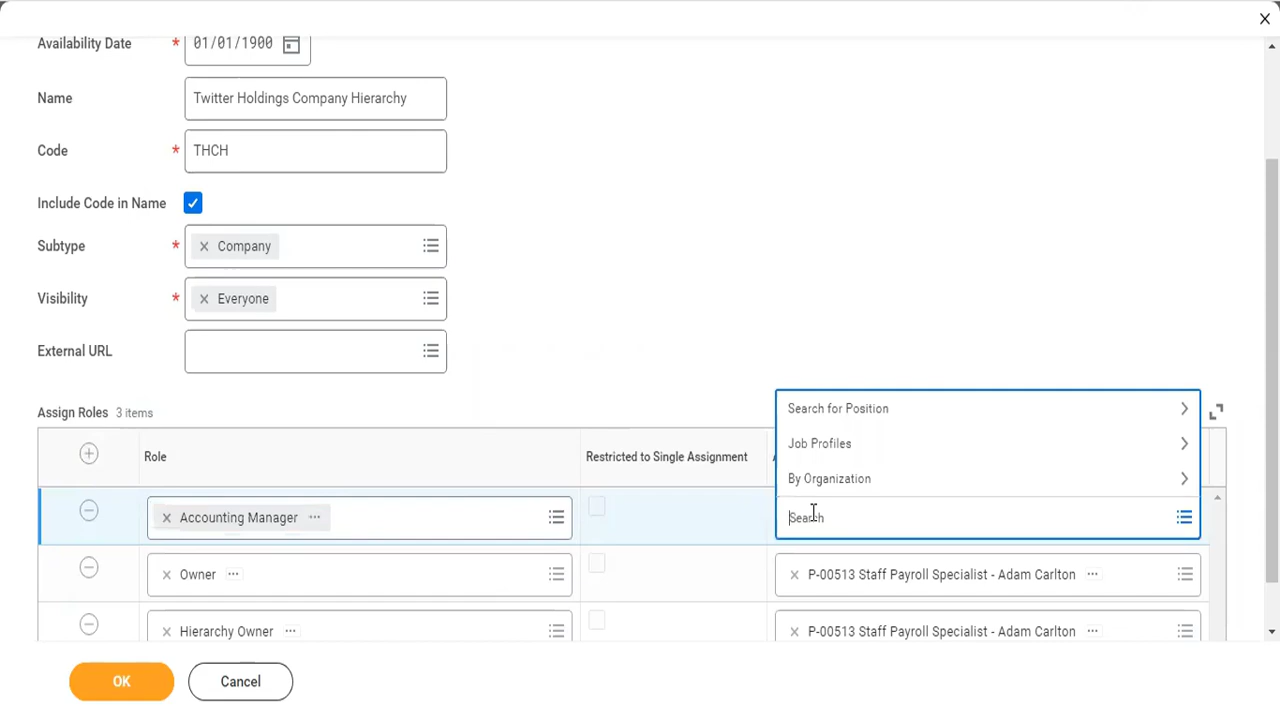 Availability Date * 01/01/1900
Name Twitter Holdings Company Hierarchy
Code * THCH
Include Code in Name
Subtype * Company
Visibility * Everyone
External URL
Assign Roles 3 items
Search for Position
Job Profiles
By Organization
Search
Role Restricted to Single Assignment
Accounting Manager
Owner P-00513 Staff Payroll Specialist - Adam Carlton
Hierarchy Owner P-00513 Staff Payroll Specialist - Adam Carlton
OK Cancel